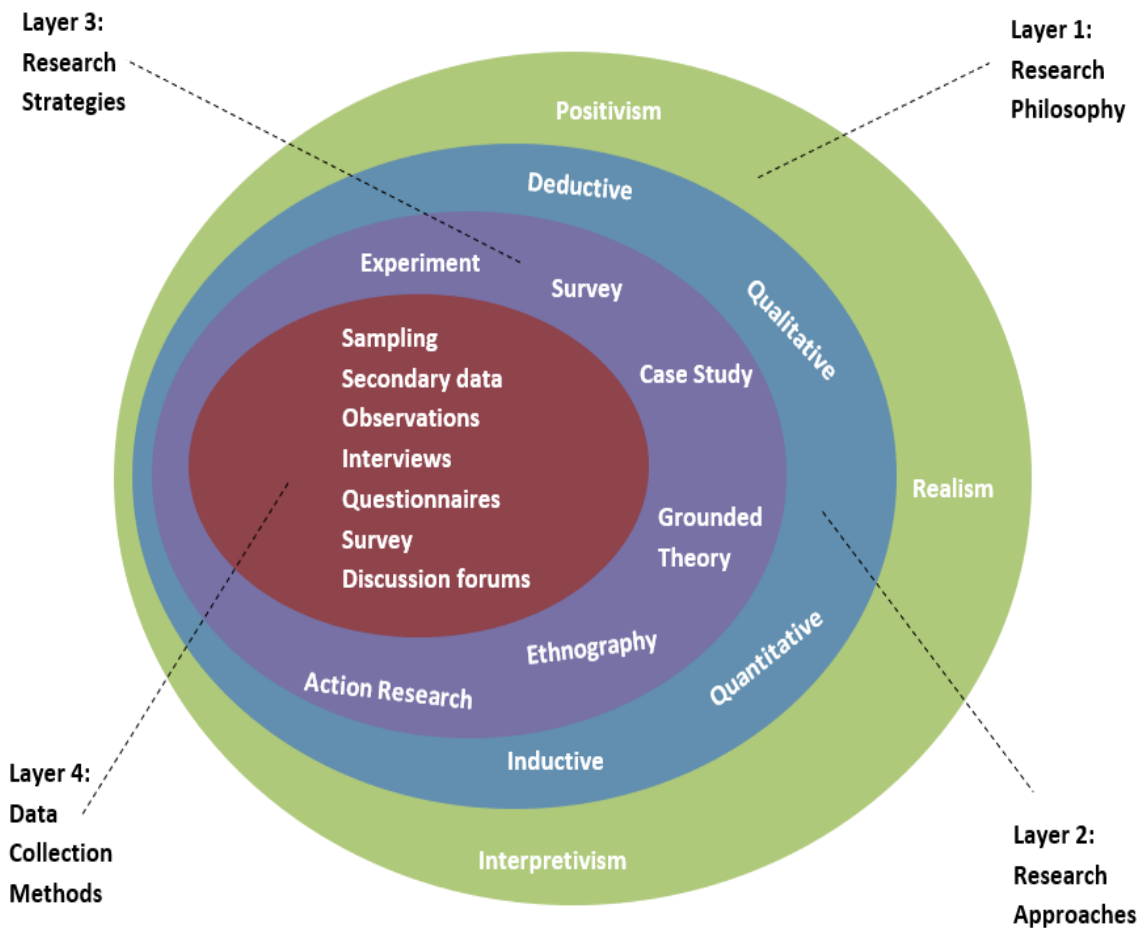 Layer 3:
Research
Strategies
Layer 1:
Research
Philosophy
Positivism
Deductive
Experiment
Survey
Qualitative
Case Study
Sampling
Secondary data
Observations
Interviews
Questionnaires
Survey
Discussion forums
Realism
Grounded
Theory
Ethnography
Quantitative
Action Research
Inductive
Interpretivism
Layer 4:
Data
Collection
Methods
Layer 2:
Research
Approaches